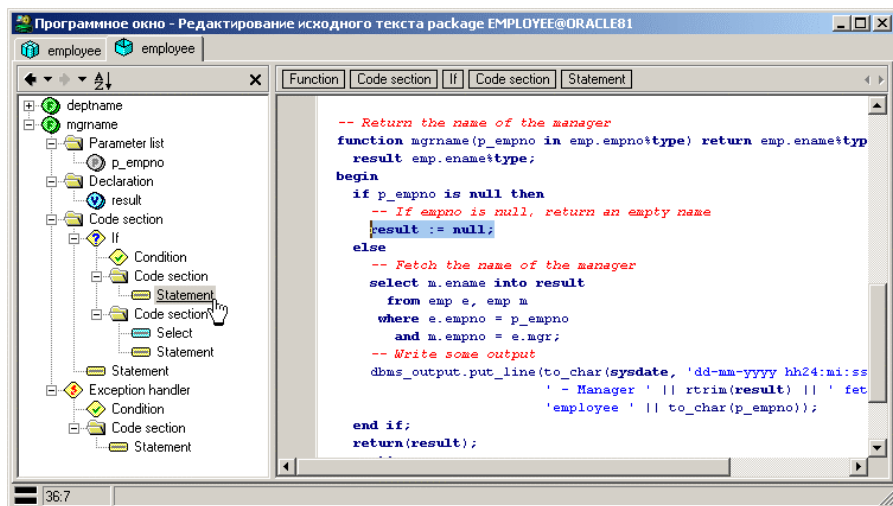 Программное окно - Редактирование исходного текста package EMPLOYEE@ORACLE81
employee employee
Function Code section If Code section Statement
deptname
mgrname
Parameter list
p_empno
Declaration
result
Code section
If
Condition
Code section
Statement
Code section
Select
Statement
Statement
Exception handler
Condition
Code section
Statement
-- Return the name of the manager
function mgrname(p_empno in emp.empno%type) return emp.ename%typ
result emp.ename%type;
begin
if p_empno is null then
-- If empno is null, return an empty name
result := null;
else
-- Fetch the name of the manager
select m.ename into result
from emp e, emp m
where e.empno = p_empno
and m.empno = e.mgr;
-- Write some output
dbms_output.put_line(to_char(sysdate, 'dd-mm-yyyy hh24:mi:ss
' - Manager ' || rtrim(result) || ' fet
'employee ' || to_char(p_empno));
end if;
return(result);
36:7